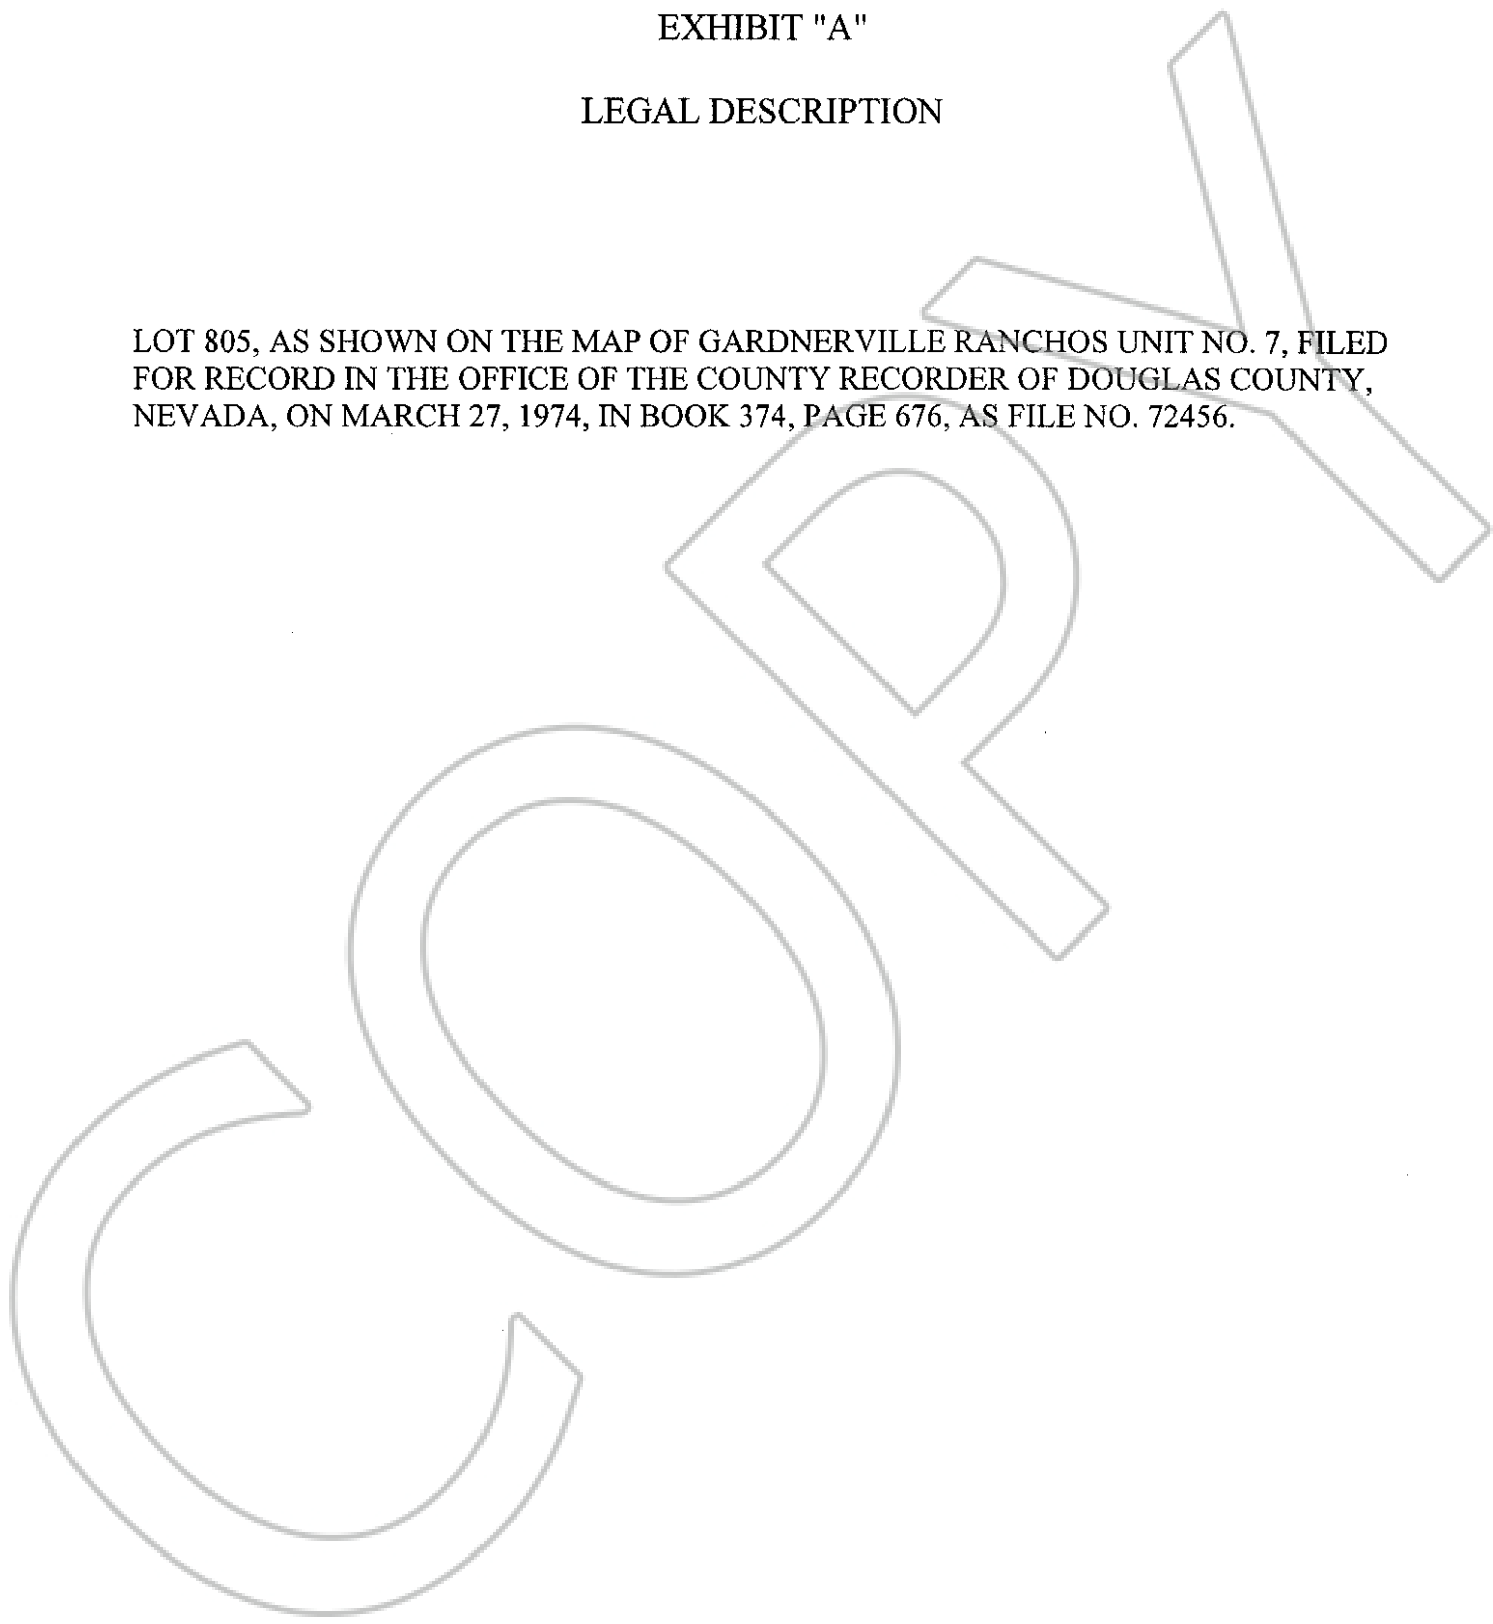 EXHIBIT "A"
LEGAL DESCRIPTION
LOT 805, AS SHOWN ON THE MAP OF GARDNERVILLE RANCHOS UNIT NO. 7, FILED
FOR RECORD IN THE OFFICE OF THE COUNTY RECORDER OF DOUGLAS COUNTY,
NEVADA, ON MARCH 27, 1974, IN BOOK 374, PAGE 676, AS FILE NO. 72456.
COPY